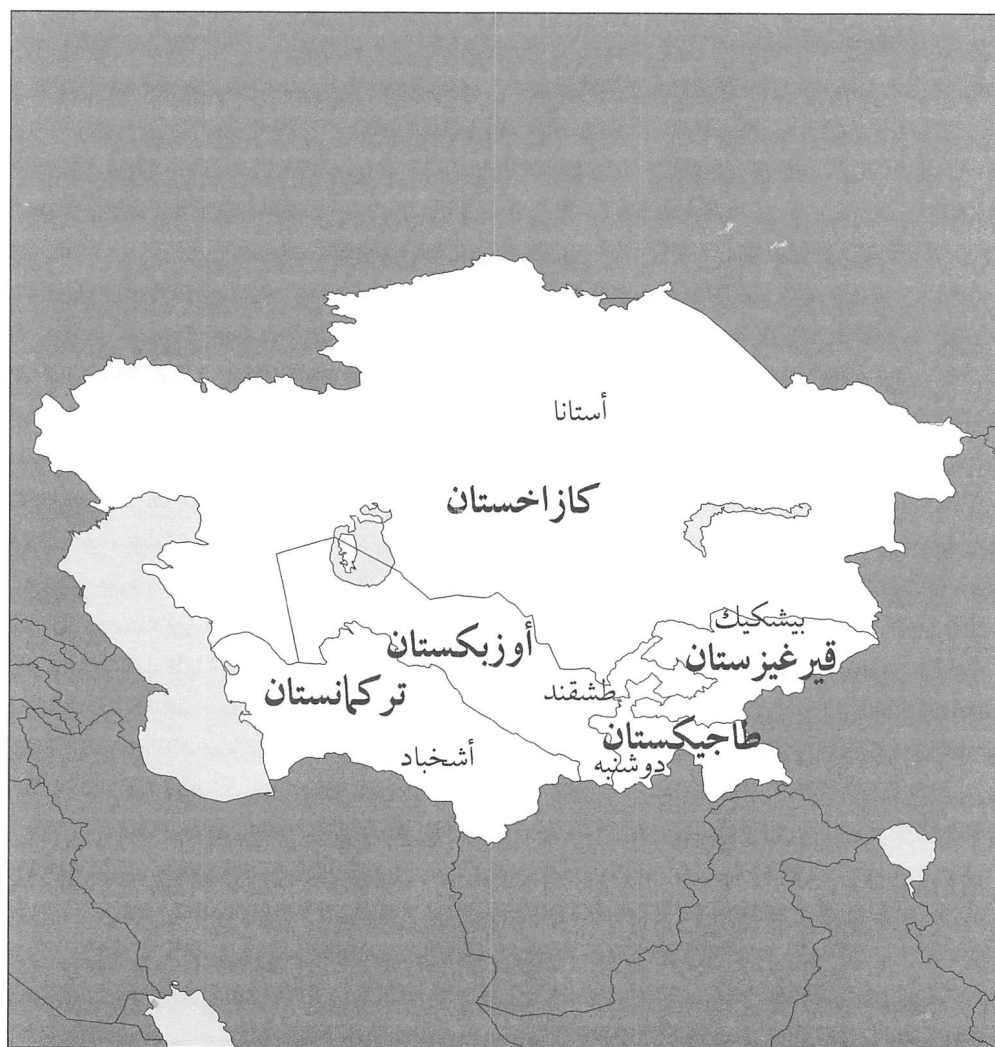 أستانا
كازاخستان
بيشكيك
أوزبكستان
قيرغيزستان
تركمانستان
طشقند
طاجيكستان
أشخباد
دوشنبه